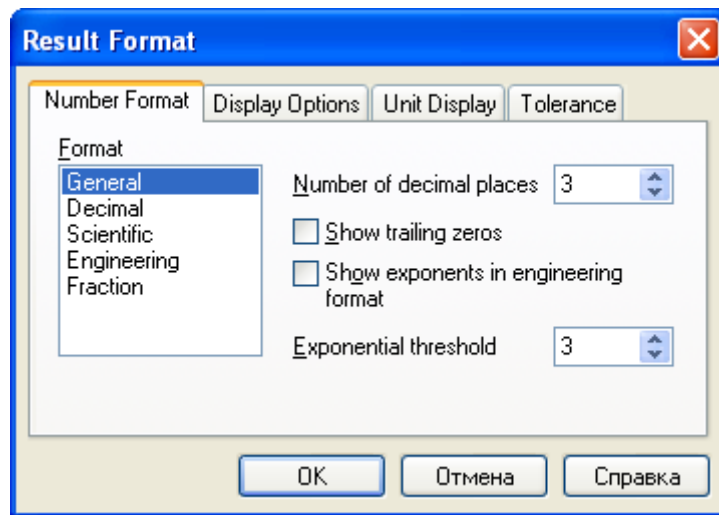 Result Format
Number Format Display Options Unit Display Tolerance
Format
General
Decimal
Scientific
Engineering
Fraction
Number of decimal places 3
Show trailing zeros
Show exponents in engineering
format
Exponential threshold 3
OK Отмена Справка